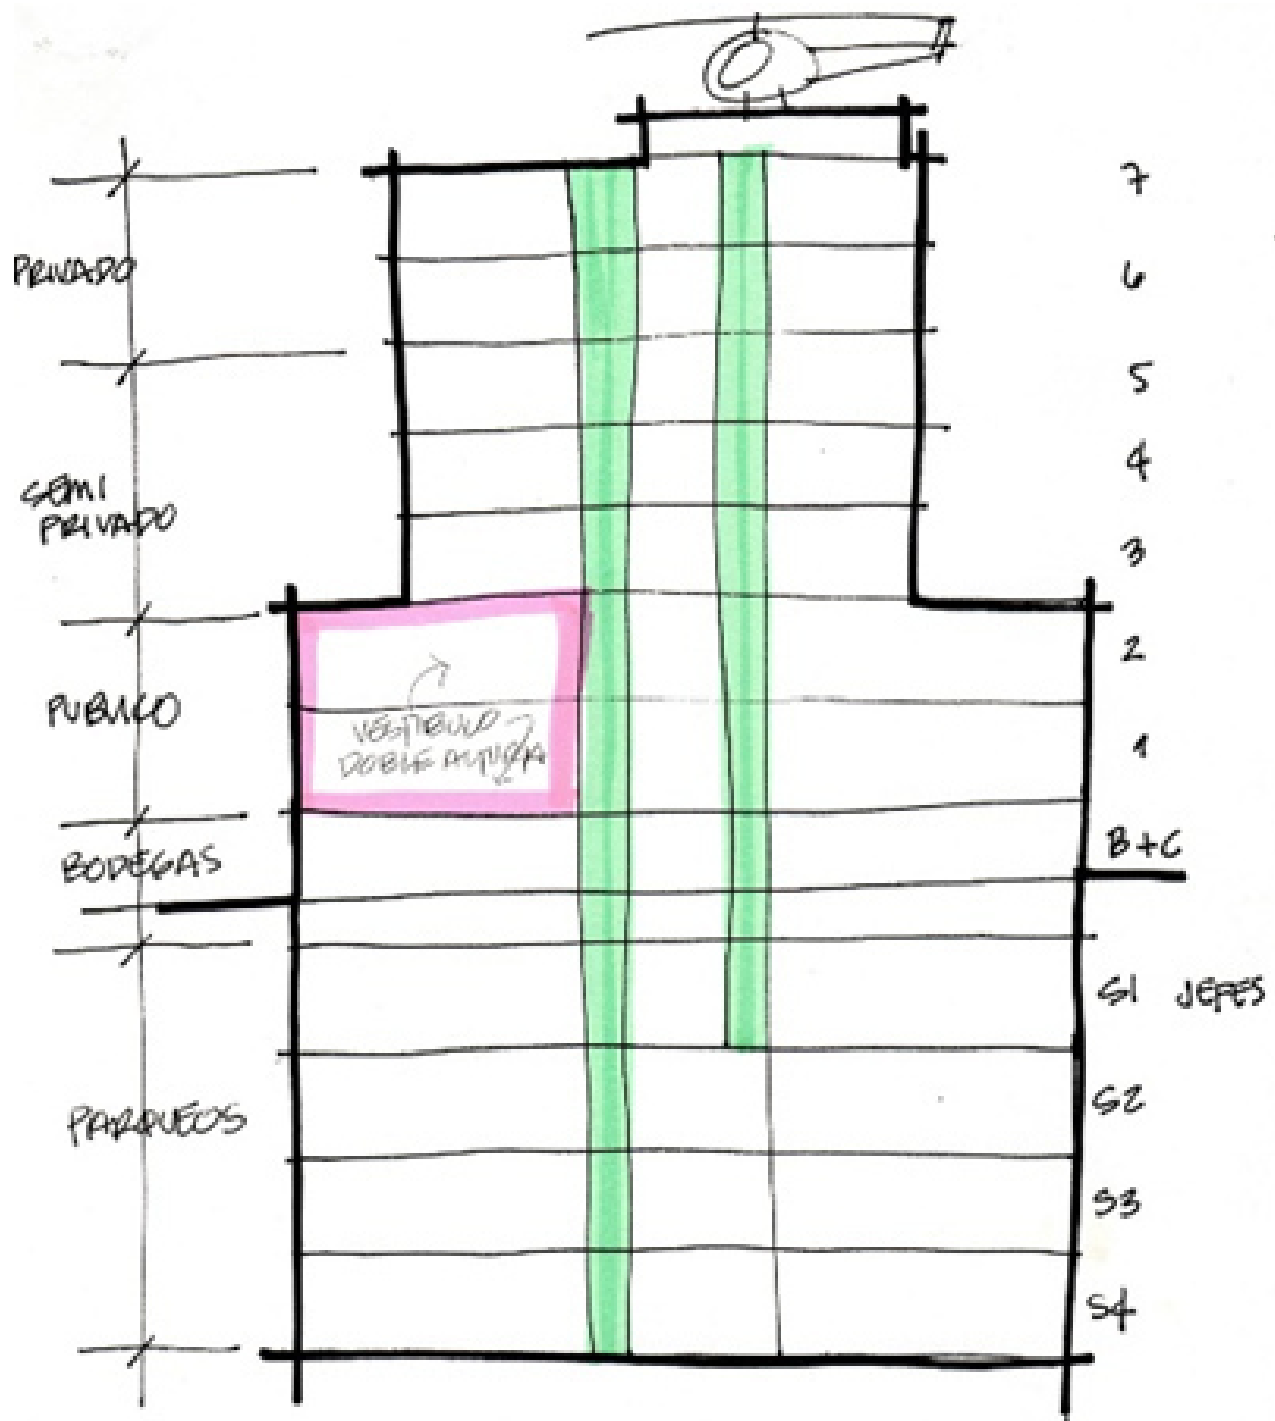 7
PRIVADO
6
5
4
SEMI
PRIVADO
3
2
PUBLICO
VESTIBULO
DOBLE ALTURA
1
B+C
BODEGAS
S1 JEFES
S2
PARQUEOS
S3
S4